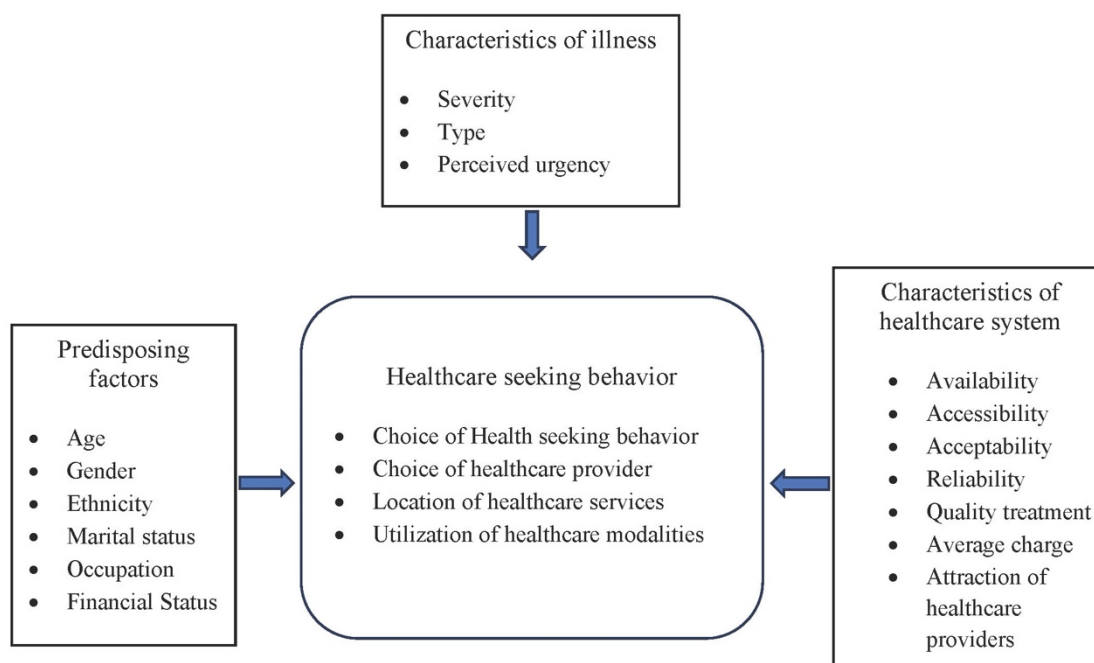 Characteristics of illness
• Severity
• Type
• Perceived urgency
Predisposing
factors
• Age
• Gender
• Ethnicity
• Marital status
• Occupation
• Financial Status
Healthcare seeking behavior
• Choice of Health seeking behavior
• Choice of healthcare provider
• Location of healthcare services
• Utilization of healthcare modalities
Characteristics of
healthcare system
• Availability
• Accessibility
• Acceptability
• Reliability
• Quality treatment
• Average charge
• Attraction of
healthcare
providers